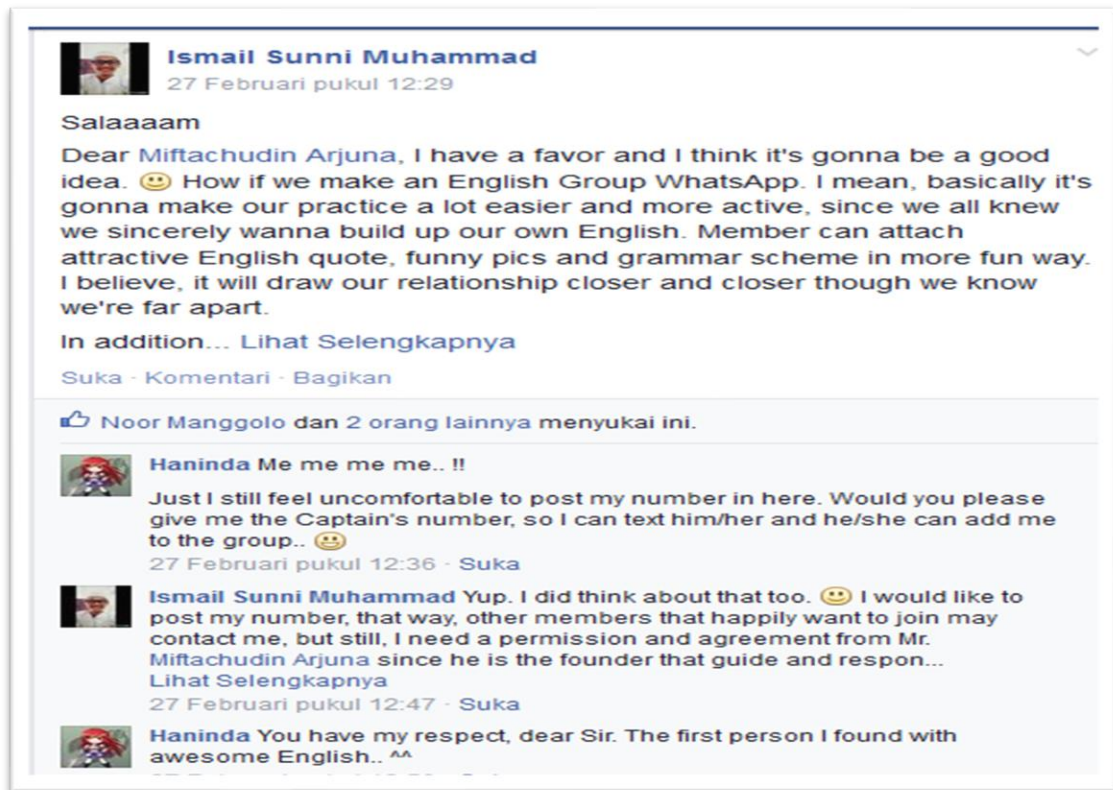 Ismail Sunni Muhammad
27 Februari pukul 12:29
Salaaaam
Dear Miftachudin Arjuna, I have a favor and I think it's gonna be a good
idea. 🙂 How if we make an English Group WhatsApp. I mean, basically it's
gonna make our practice a lot easier and more active, since we all knew
we sincerely wanna build up our own English. Member can attach
attractive English quote, funny pics and grammar scheme in more fun way.
I believe, it will draw our relationship closer and closer though we know
we're far apart.
In addition... Lihat Selengkapnya
Suka · Komentari · Bagikan
Noor Manggolo dan 2 orang lainnya menyukai ini.
Haninda Me me me me.. !!
Just I still feel uncomfortable to post my number in here. Would you please
give me the Captain's number, so I can text him/her and he/she can add me
to the group.. 😀
27 Februari pukul 12:36 · Suka
Ismail Sunni Muhammad Yup. I did think about that too. 🙂 I would like to
post my number, that way, other members that happily want to join may
contact me, but still, I need a permission and agreement from Mr.
Miftachudin Arjuna since he is the founder that guide and respon...
Lihat Selengkapnya
27 Februari pukul 12:47 · Suka
Haninda You have my respect, dear Sir. The first person I found with
awesome English.. ^^